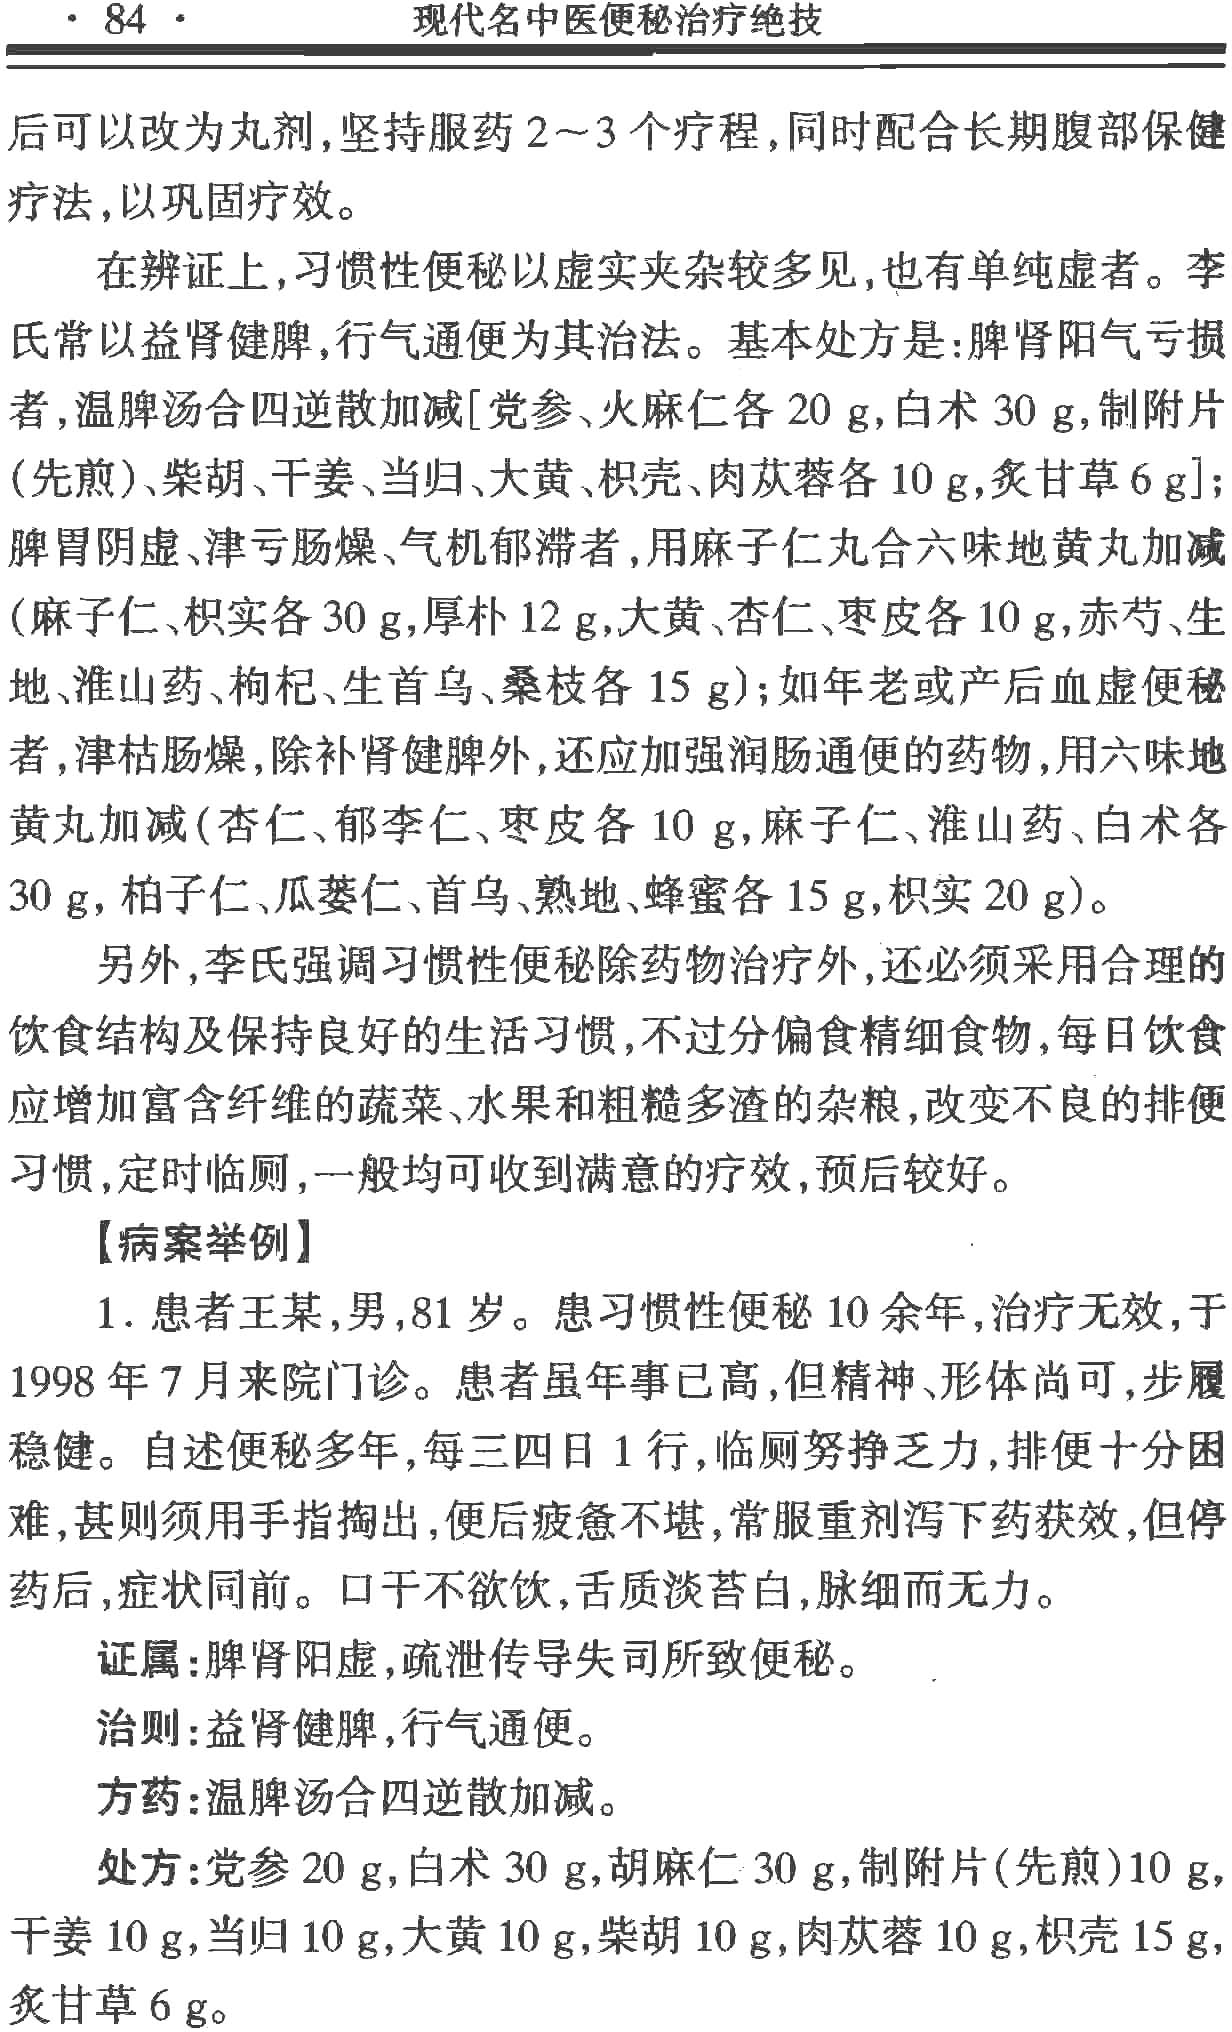 · 84 · 现代名中医便秘治疗绝技
后可以改为丸剂,坚持服药2～3个疗程,同时配合长期腹部保健
疗法,以巩固疗效。
在辨证上,习惯性便秘以虚实夹杂较多见,也有单纯虚者。李
氏常以益肾健脾,行气通便为其治法。基本处方是:脾肾阳气亏损
者,温脾汤合四逆散加减[党参、火麻仁各 20 g,白术 30 g,制附片
(先煎)、柴胡、干姜、当归、大黄、枳壳、肉苁蓉各 10 g,炙甘草 6 g];
脾胃阴虚、津亏肠燥、气机郁滞者,用麻子仁丸合六味地黄丸加减
(麻子仁、枳实各 30 g,厚朴 12 g,大黄、杏仁、枣皮各 10 g,赤芍、生
地、淮山药、枸杞、生首乌、桑枝各 15 g);如年老或产后血虚便秘
者,津枯肠燥,除补肾健脾外,还应加强润肠通便的药物,用六味地
黄丸加减(杏仁、郁李仁、枣皮各 10 g,麻子仁、淮山药、白术各
30 g, 柏子仁、瓜蒌仁、首乌、熟地、蜂蜜各 15 g,枳实 20 g)。
另外,李氏强调习惯性便秘除药物治疗外,还必须采用合理的
饮食结构及保持良好的生活习惯,不过分偏食精细食物,每日饮食
应增加富含纤维的蔬菜、水果和粗糙多渣的杂粮,改变不良的排便
习惯,定时临厕,一般均可收到满意的疗效,预后较好。
【病案举例】
1. 患者王某,男,81 岁。患习惯性便秘 10 余年,治疗无效,于
1998 年 7 月来院门诊。患者虽年事已高,但精神、形体尚可,步履
稳健。自述便秘多年,每三四日 1 行,临厕努挣乏力,排便十分困
难,甚则须用手指掏出,便后疲惫不堪,常服重剂泻下药获效,但停
药后,症状同前。口干不欲饮,舌质淡苔白,脉细而无力。
证属:脾肾阳虚,疏泄传导失司所致便秘。
治则:益肾健脾,行气通便。
方药:温脾汤合四逆散加减。
处方:党参 20 g,白术 30 g,胡麻仁 30 g,制附片(先煎)10 g,
干姜 10 g,当归 10 g,大黄 10 g,柴胡 10 g,肉苁蓉 10 g,枳壳 15 g,
炙甘草 6 g。